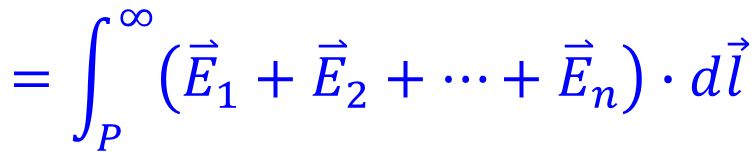 = ∫_P^∞ (E⃗₁ + E⃗₂ + ⋯ + E⃗ₙ) ⋅ dl⃗